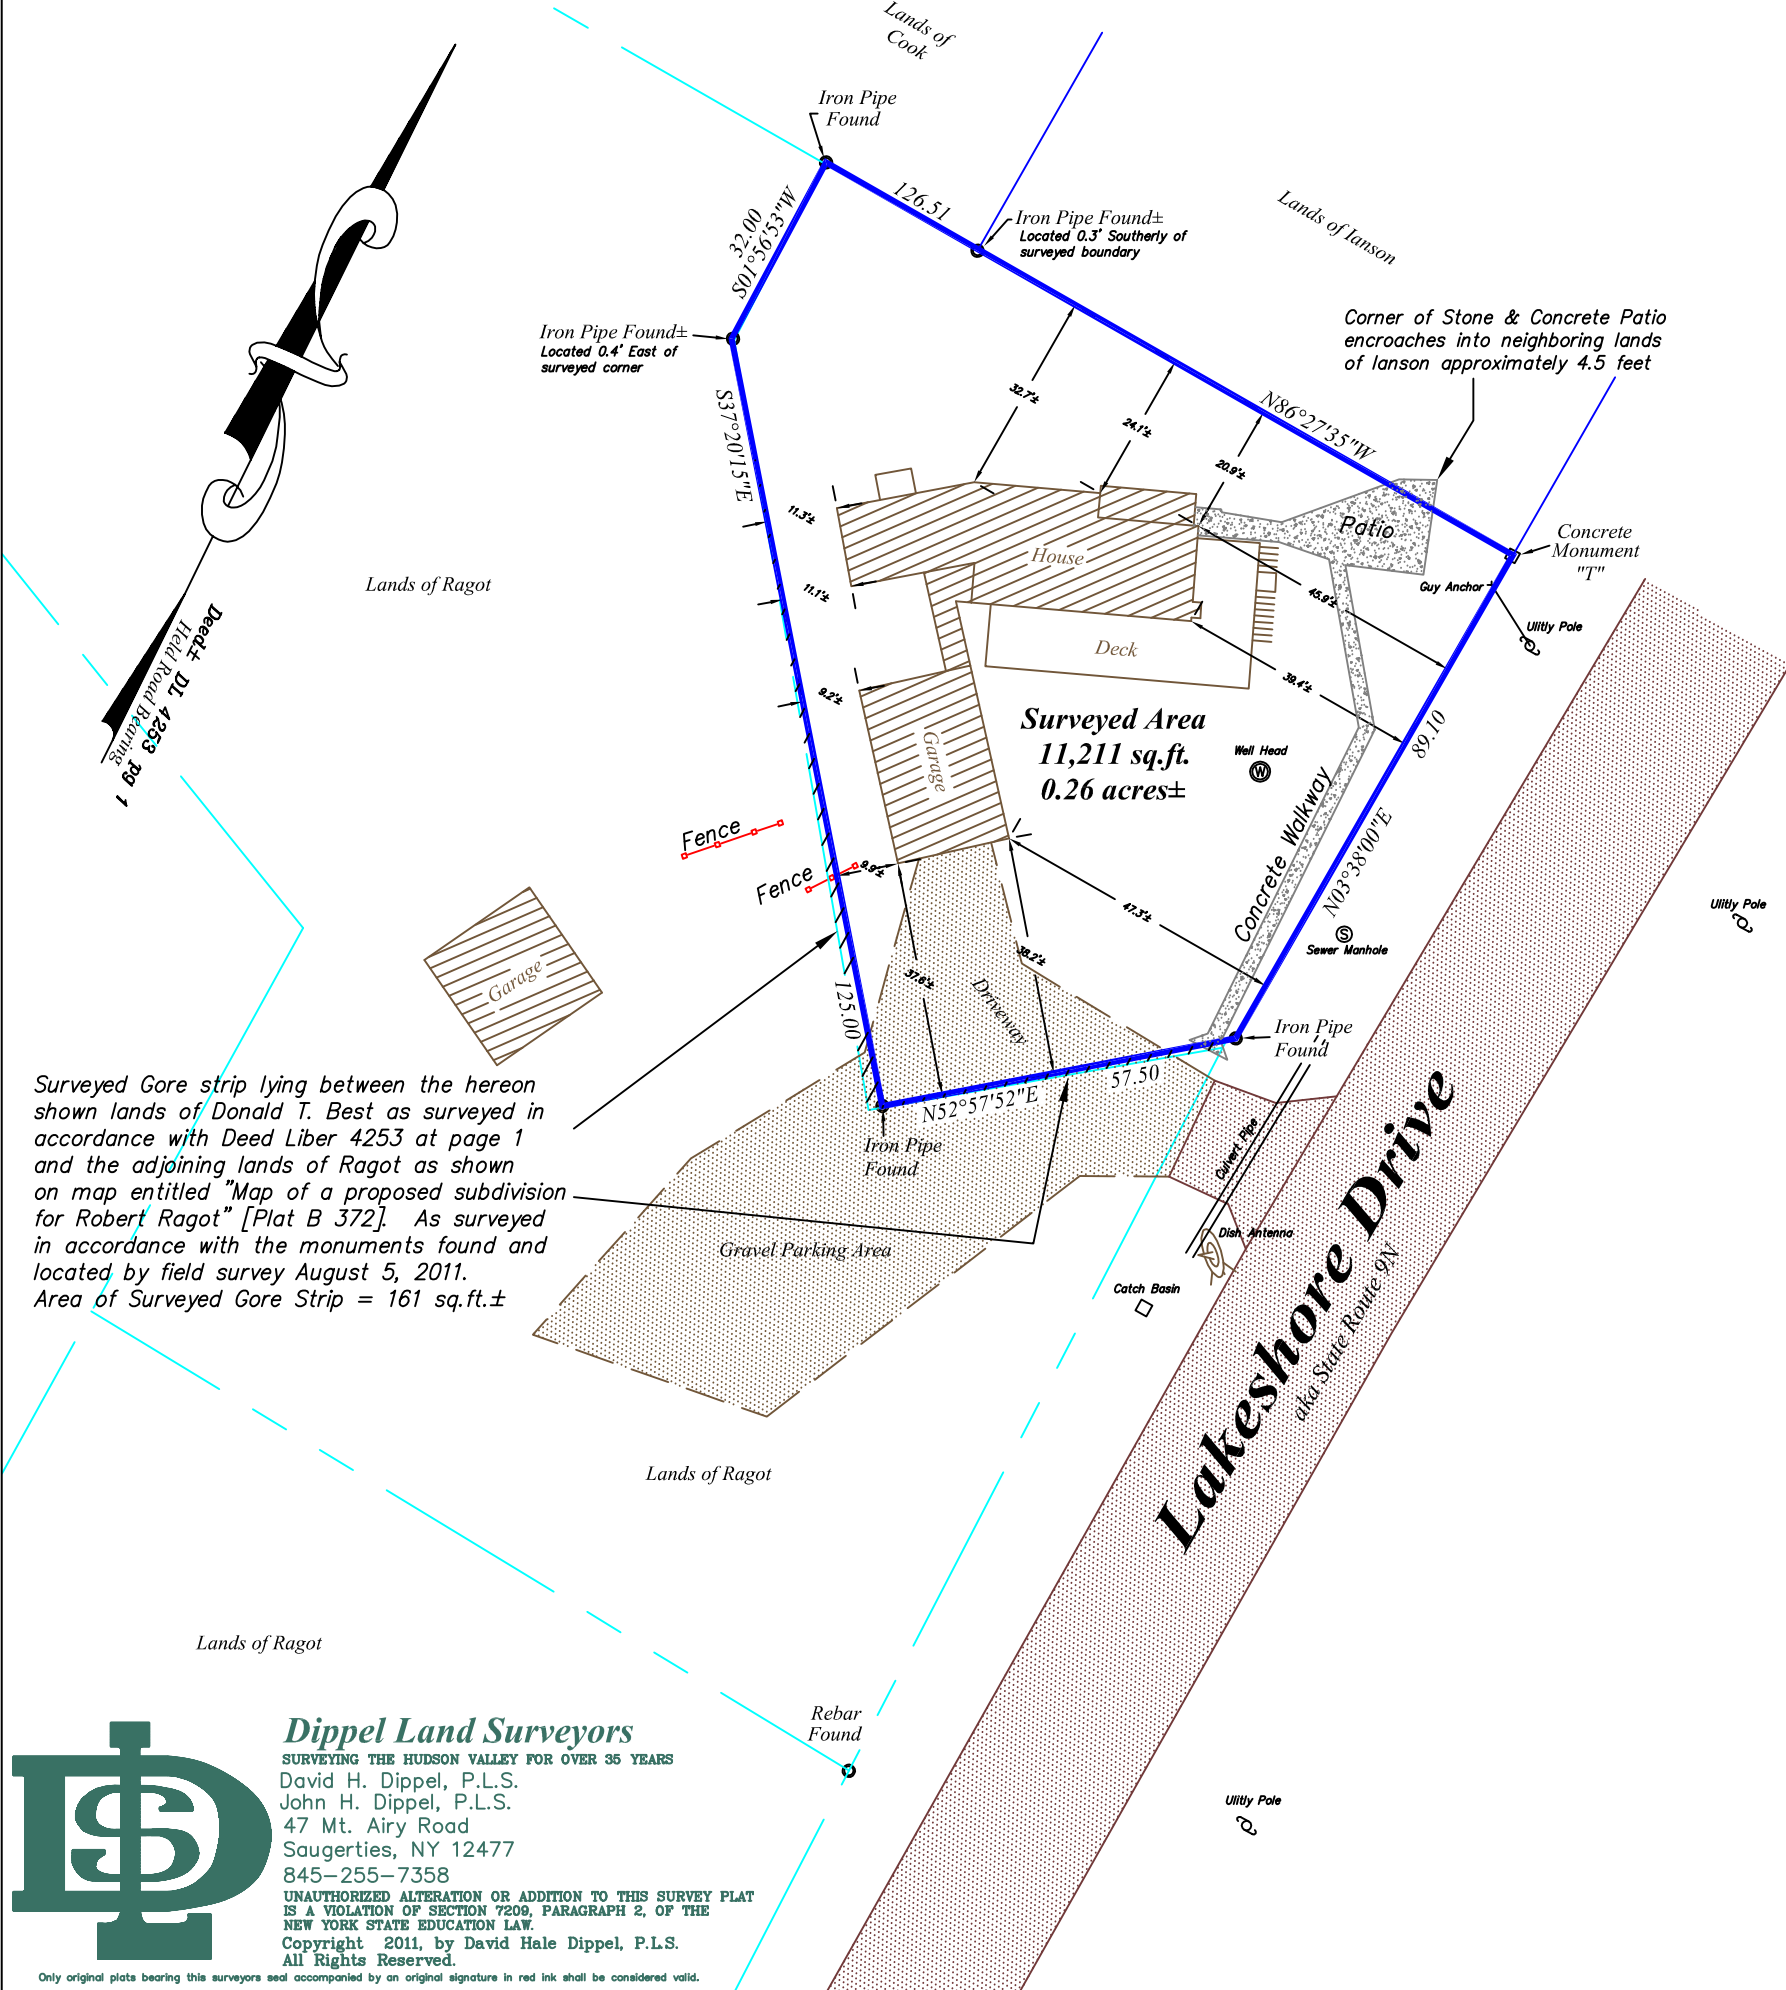 Lands of
Cook
Iron Pipe
Found
126.51
32.00
S01°56'53"W
Iron Pipe Found±
Located 0.3' Southerly of
surveyed boundary
Lands of Ianson
Iron Pipe Found±
Located 0.4' East of
surveyed corner
Corner of Stone & Concrete Patio
encroaches into neighboring lands
of Ianson approximately 4.5 feet
S37°20'15"E
N86°27'35"W
32.7'±
24.1'±
20.9'±
11.3'±
Patio
House
Concrete
Monument
"T"
Guy Anchor
Ulitly Pole
Lands of Ragot
11.1'±
45.9'±
Deck
39.4'±
9.2'±
Deed± DL 4253 pg 1
Held Road Bearing
Surveyed Area
11,211 sq.ft.
0.26 acres±
Garage
Well Head
W
89.10
Concrete Walkway
N03°38'00"E
Fence
Fence
9.9'±
47.3'±
Ulitly Pole
S
Sewer Manhole
Garage
37.6'±
38.2'±
Driveway
125.00
Iron Pipe
Found
57.50
N52°57'52"E
Iron Pipe
Found
Culvert Pipe
Surveyed Gore strip lying between the hereon
shown lands of Donald T. Best as surveyed in
accordance with Deed Liber 4253 at page 1
and the adjoining lands of Ragot as shown
on map entitled "Map of a proposed subdivision
for Robert Ragot" [Plat B 372].  As surveyed
in accordance with the monuments found and
located by field survey August 5, 2011.
Area of Surveyed Gore Strip = 161 sq.ft.±
Gravel Parking Area
Dish Antenna
Catch Basin
Lakeshore Drive
aka State Route 9N
Lands of Ragot
Lands of Ragot
Rebar
Found
Ulitly Pole
DLS
Dippel Land Surveyors
SURVEYING THE HUDSON VALLEY FOR OVER 35 YEARS
David H. Dippel, P.L.S.
John H. Dippel, P.L.S.
47 Mt. Airy Road
Saugerties, NY 12477
845-255-7358
UNAUTHORIZED ALTERATION OR ADDITION TO THIS SURVEY PLAT
IS A VIOLATION OF SECTION 7209, PARAGRAPH 2, OF THE
NEW YORK STATE EDUCATION LAW.
Copyright  2011, by David Hale Dippel, P.L.S.
All Rights Reserved.
Only original plats bearing this surveyors seal accompanied by an original signature in red ink shall be considered valid.